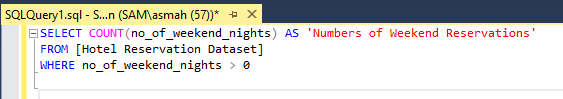 SQLQuery1.sql - S...n (SAM\asmah (57))*
SELECT COUNT(no_of_weekend_nights) AS 'Numbers of Weekend Reservations'
FROM [Hotel Reservation Dataset]
WHERE no_of_weekend_nights > 0